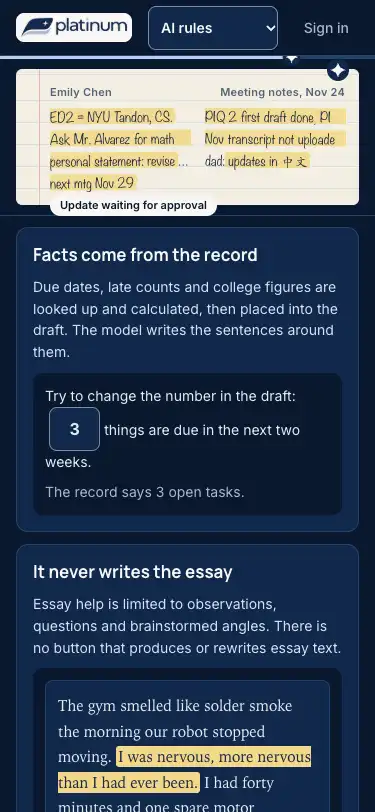 platinum
AI rules
Sign in
Emily Chen
Meeting notes, Nov 24
ED2 = NYU Tandon, CS.
Ask Mr. Alvarez for math
personal statement: revise ...
next mtg Nov 29
PIQ 2 first draft done, PI
Nov transcript not uploade
dad: updates in 中文
Update waiting for approval
Facts come from the record
Due dates, late counts and college figures are
looked up and calculated, then placed into the
draft. The model writes the sentences around
them.
Try to change the number in the draft:
3 things are due in the next two
weeks.
The record says 3 open tasks.
It never writes the essay
Essay help is limited to observations,
questions and brainstormed angles. There is
no button that produces or rewrites essay text.
The gym smelled like solder smoke
the morning our robot stopped
moving. I was nervous, more nervous
than I had ever been. I had forty
minutes and one spare motor